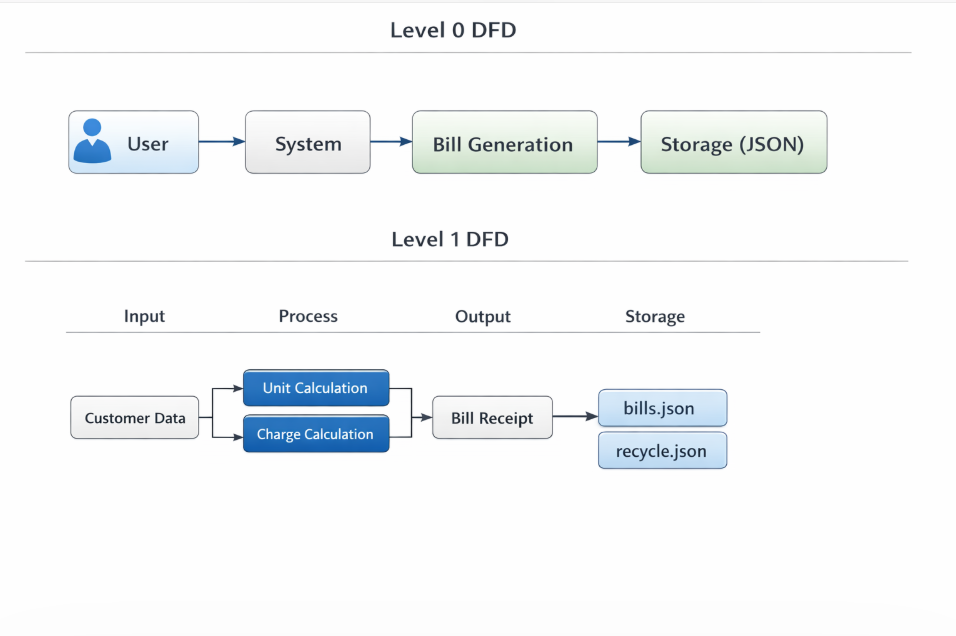 Level 0 DFD
User
System
Bill Generation
Storage (JSON)
Level 1 DFD
Input
Process
Output
Storage
Customer Data
Unit Calculation
Charge Calculation
Bill Receipt
bills.json
recycle.json